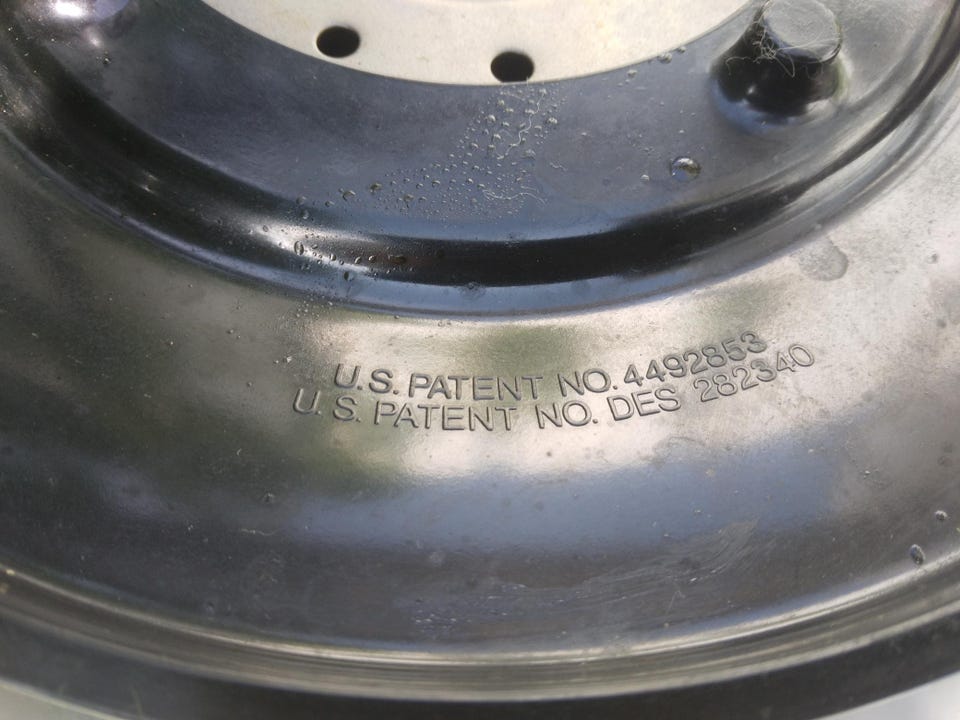 U.S. PATENT NO. 4492853
U.S. PATENT NO. DES 282340